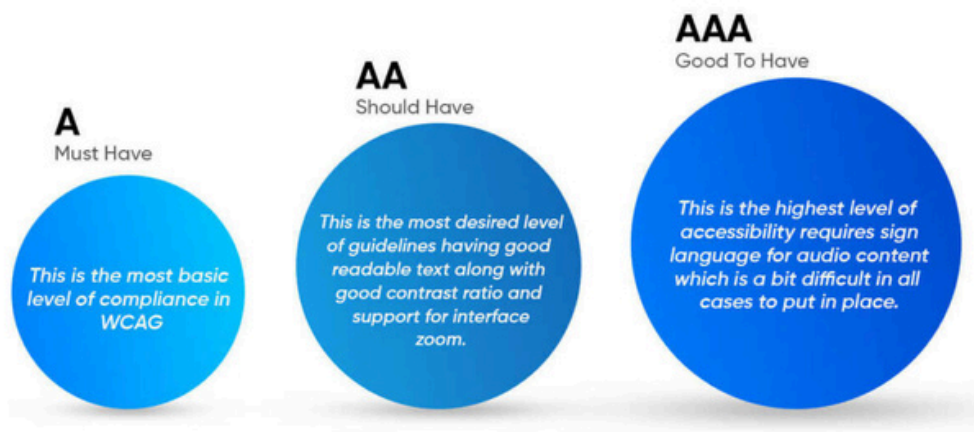 A
Must Have
This is the most basic
level of compliance in
WCAG
AA
Should Have
This is the most desired level
of guidelines having good
readable text along with
good contrast ratio and
support for interface
zoom.
AAA
Good To Have
This is the highest level of
accessibility requires sign
language for audio content
which is a bit difficult in all
cases to put in place.